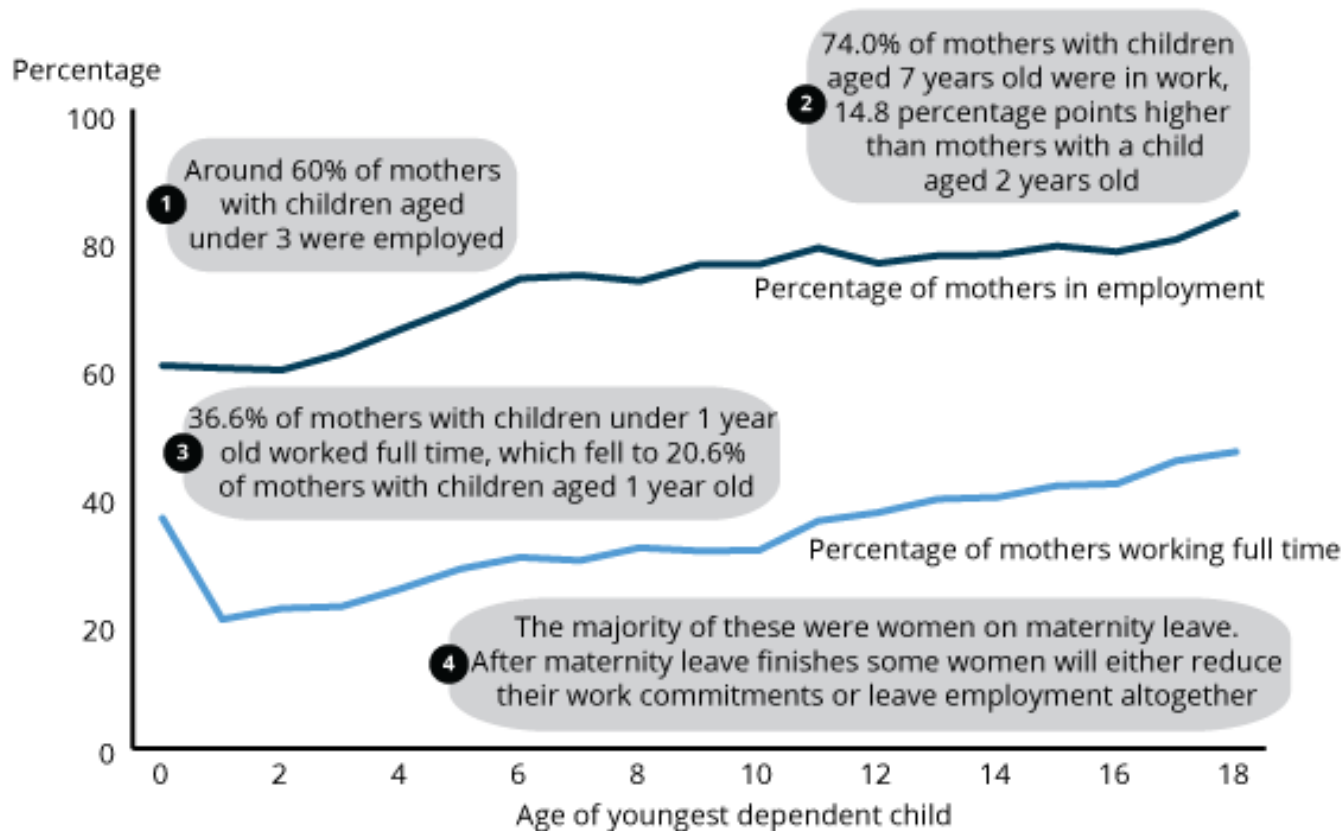 Percentage
100
80
60
40
20
0
1
Around 60% of mothers
with children aged
under 3 were employed
2
74.0% of mothers with children
aged 7 years old were in work,
14.8 percentage points higher
than mothers with a child
aged 2 years old
Percentage of mothers in employment
3
36.6% of mothers with children under 1 year
old worked full time, which fell to 20.6%
of mothers with children aged 1 year old
Percentage of mothers working full time
4
The majority of these were women on maternity leave.
After maternity leave finishes some women will either reduce
their work commitments or leave employment altogether
0 2 4 6 8 10 12 14 16 18
Age of youngest dependent child